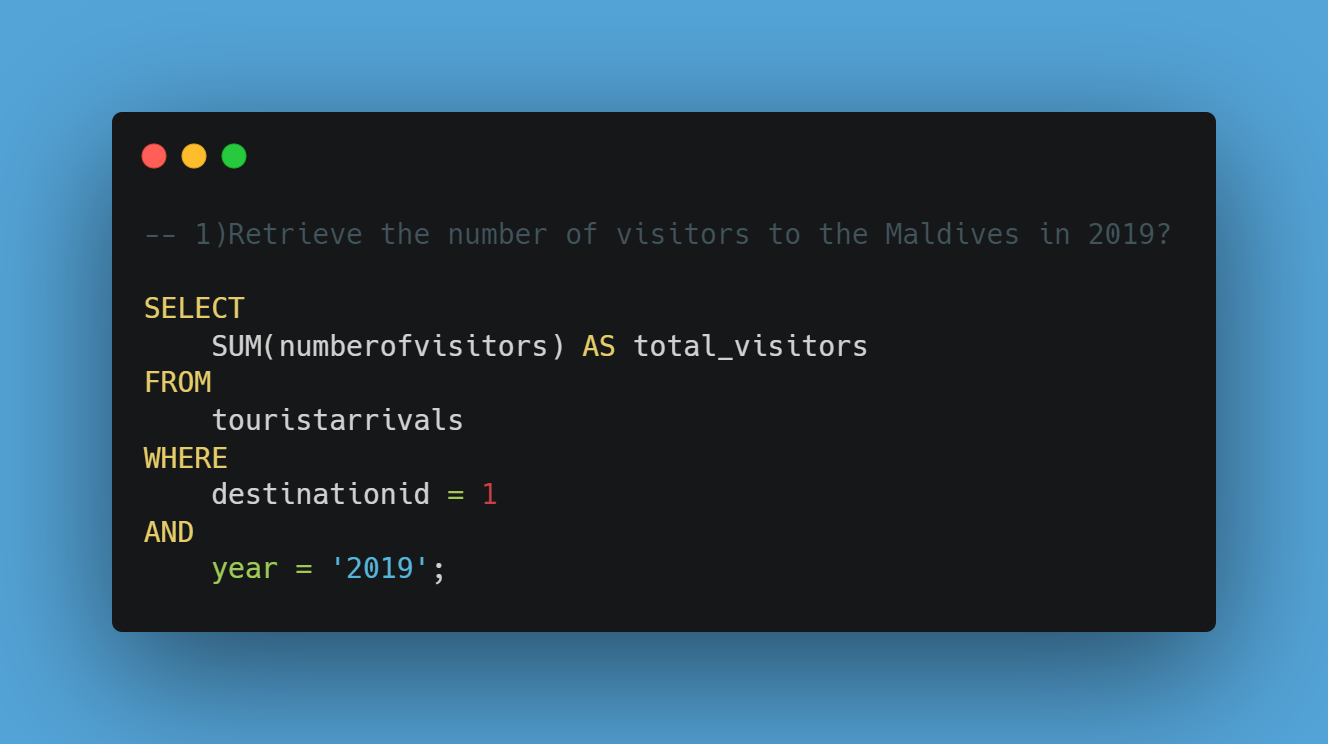 -- 1)Retrieve the number of visitors to the Maldives in 2019?
SELECT
    SUM(numberofvisitors) AS total_visitors
FROM
    touristarrivals
WHERE
    destinationid = 1
AND
    year = '2019';